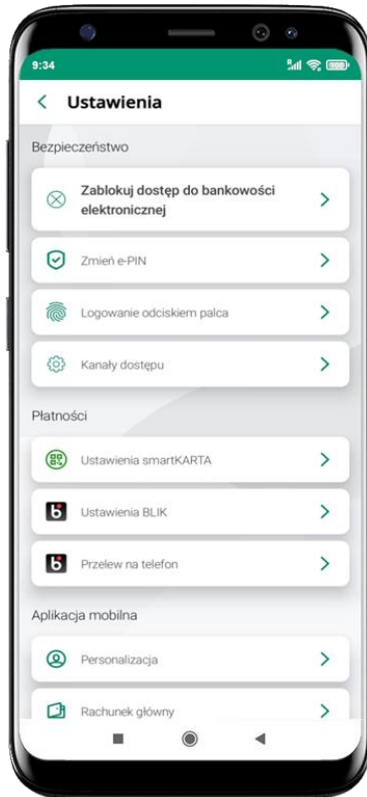 9:34
Ustawienia
Bezpieczeństwo
Zablokuj dostęp do bankowości
elektronicznej
Zmień e-PIN
Logowanie odciskiem palca
Kanały dostępu
Płatności
Ustawienia smartKARTA
Ustawienia BLIK
Przelew na telefon
Aplikacja mobilna
Personalizacja
Rachunek główny